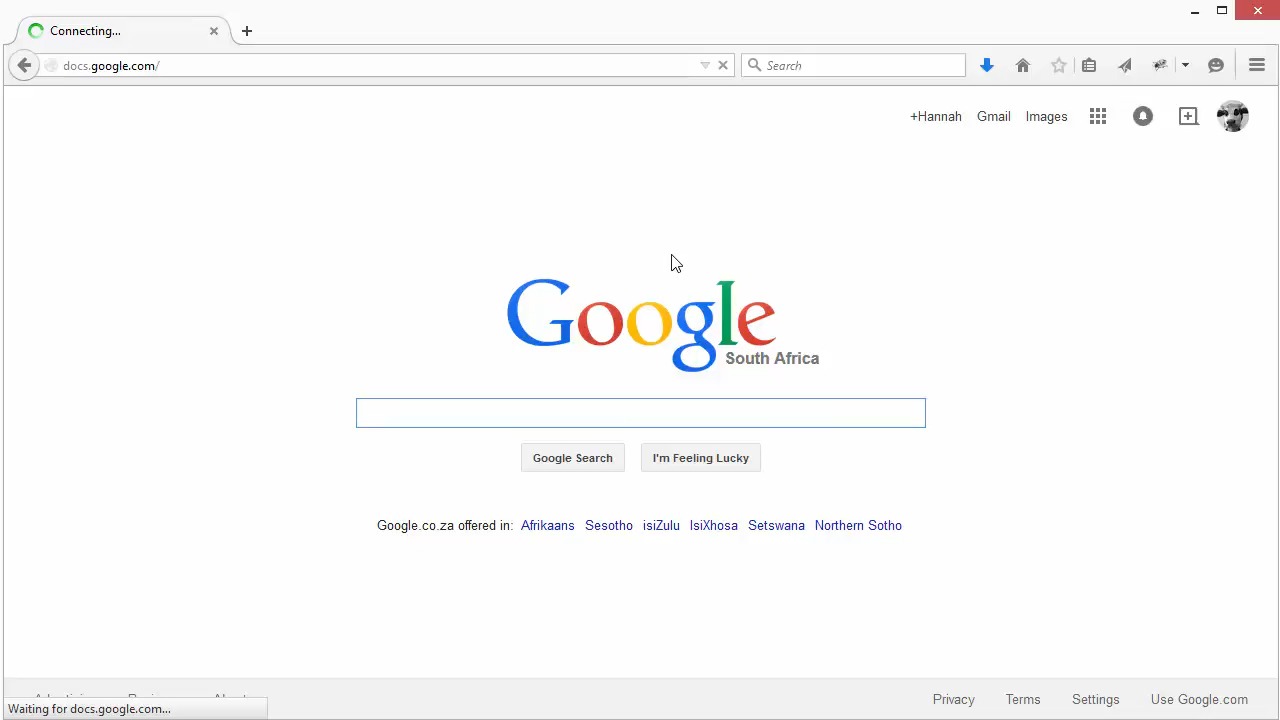 Connecting...
docs.google.com/
Search
+Hannah Gmail Images
Google
South Africa
Google Search I'm Feeling Lucky
Google.co.za offered in: Afrikaans Sesotho isiZulu IsiXhosa Setswana Northern Sotho
Privacy Terms Settings Use Google.com
Waiting for docs.google.com...